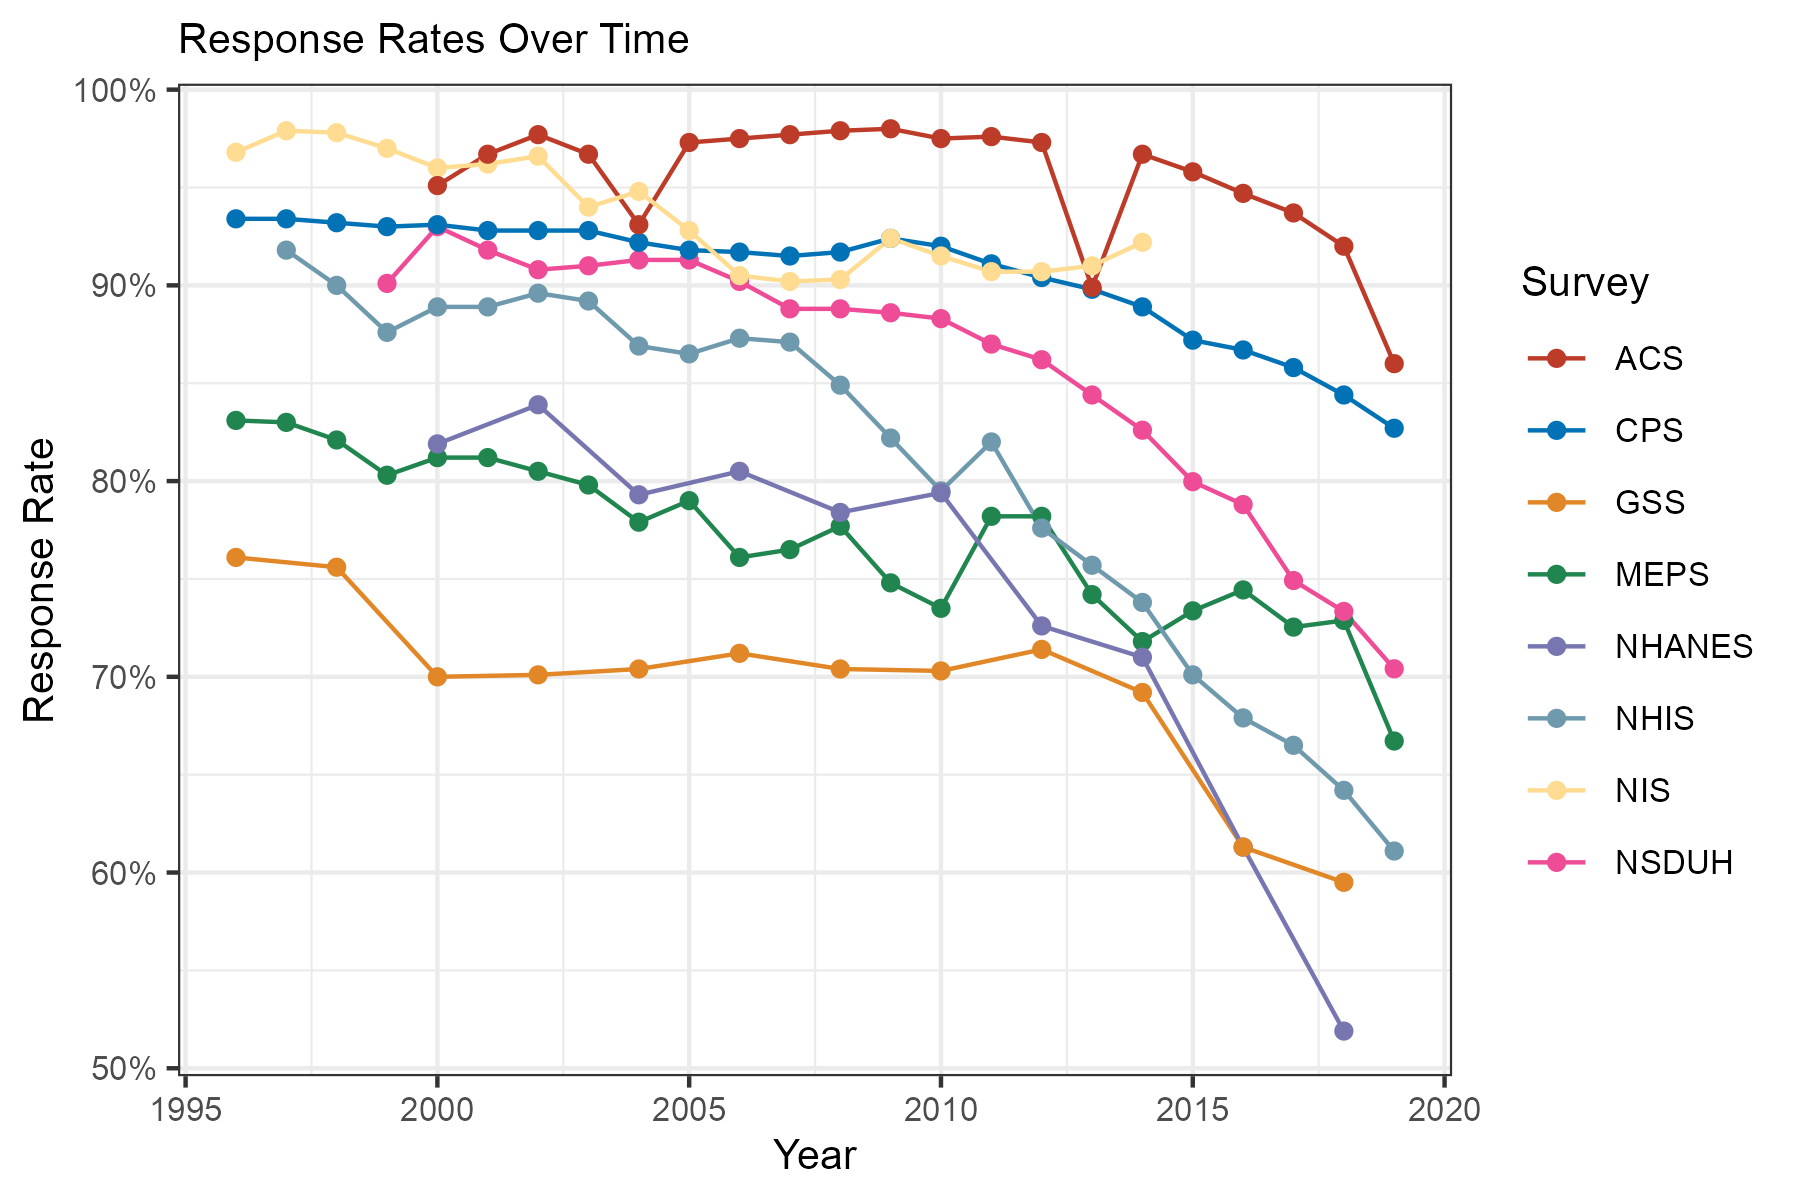 Response Rates Over Time
100%
90%
80%
70%
60%
50%
Response Rate
1995 2000 2005 2010 2015 2020
Year
Survey
ACS
CPS
GSS
MEPS
NHANES
NHIS
NIS
NSDUH